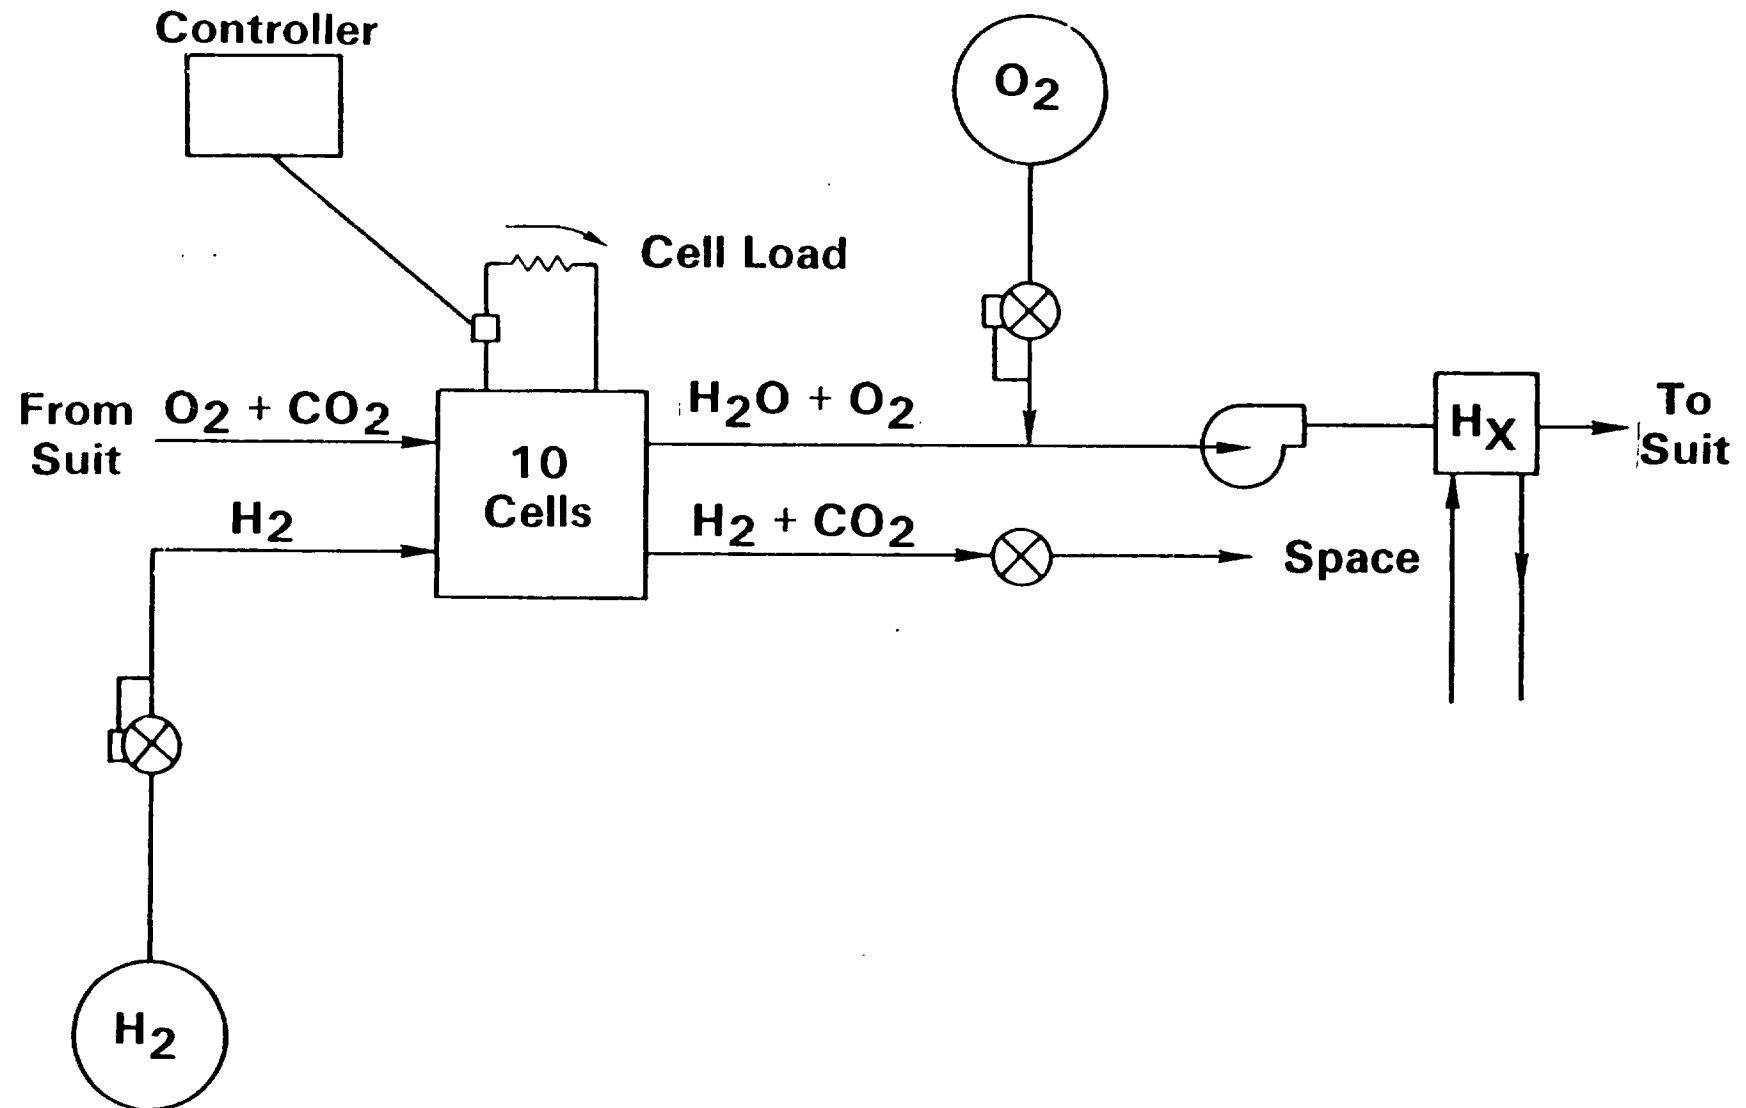 Controller
O2
Cell Load
From Suit
O2 + CO2
H2O + O2
10
Cells
HX
To
Suit
H2
H2 + CO2
Space
H2